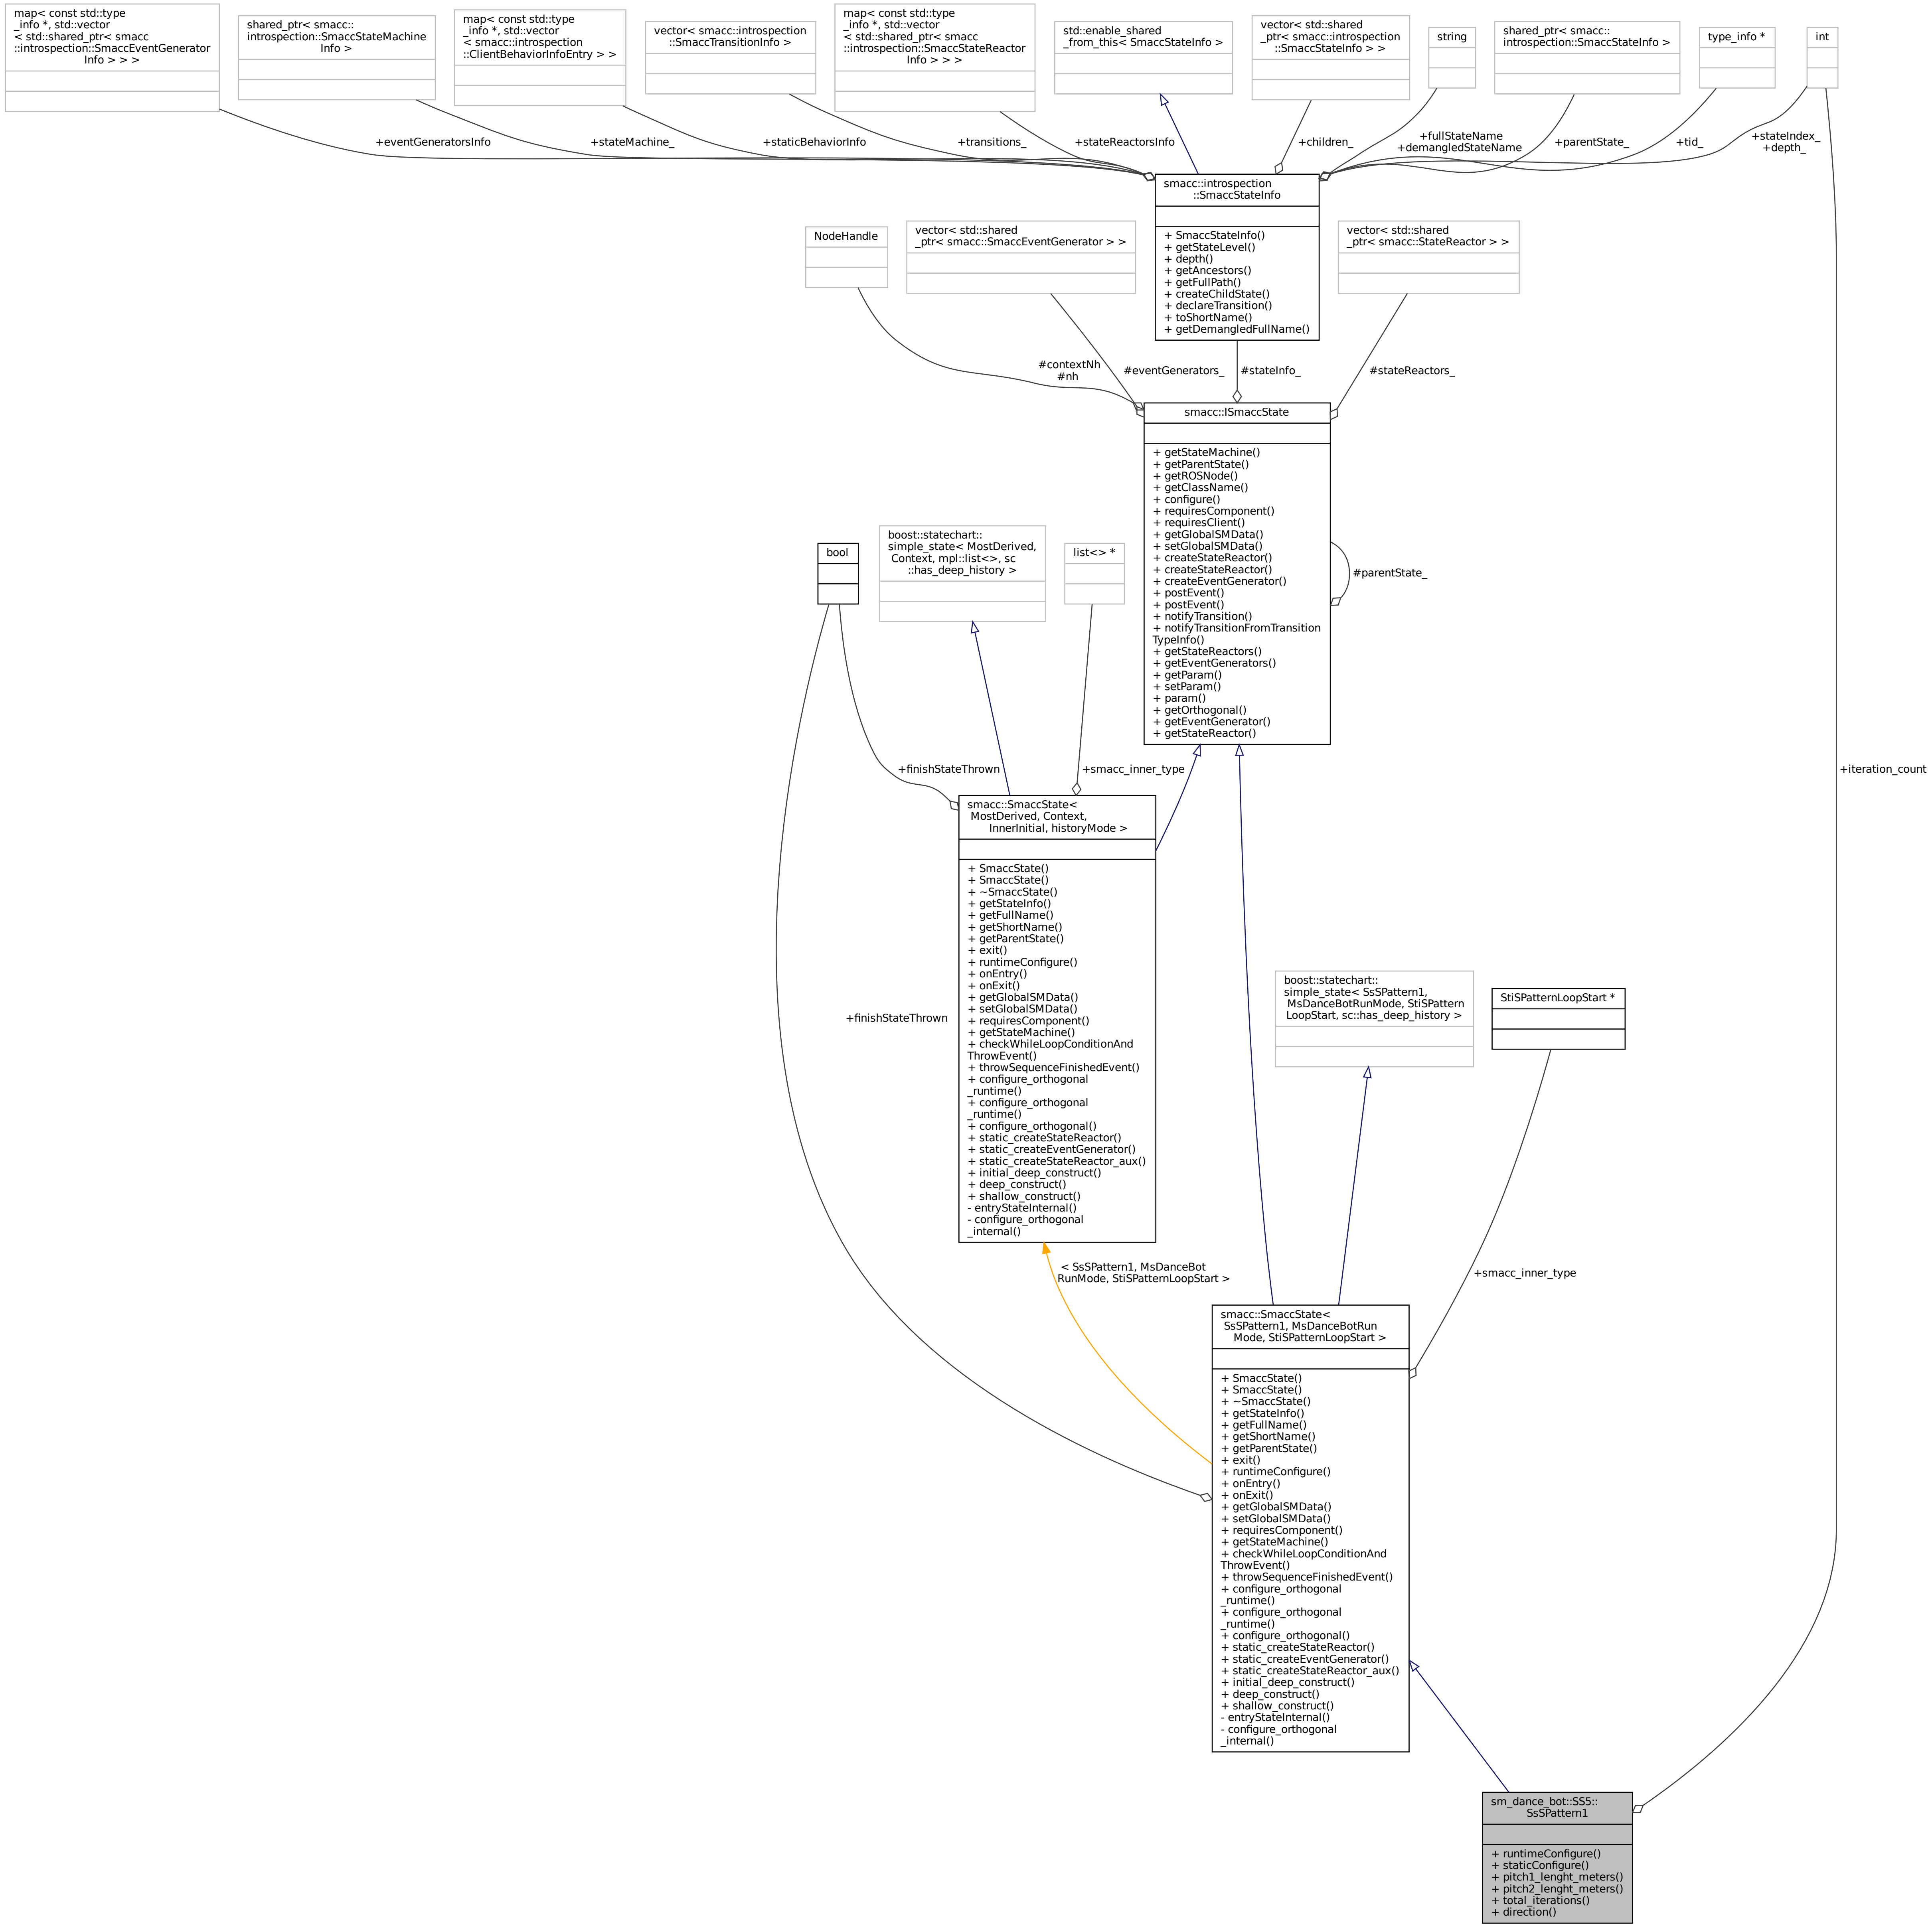 map< const std::type
_info *, std::vector
< std::shared_ptr< smacc
::introspection::SmaccEventGenerator
Info > > >
shared_ptr< smacc::
introspection::SmaccStateMachine
Info >
map< const std::type
_info *, std::vector
< smacc::introspection
::ClientBehaviorInfoEntry > >
vector< smacc::introspection
::SmaccTransitionInfo >
map< const std::type
_info *, std::vector
< std::shared_ptr< smacc
::introspection::SmaccStateReactor
Info > > >
std::enable_shared
_from_this< SmaccStateInfo >
vector< std::shared
_ptr< smacc::introspection
::SmaccStateInfo > >
string
shared_ptr< smacc::
introspection::SmaccStateInfo >
type_info *
int
+eventGeneratorsInfo
+stateMachine_
+staticBehaviorInfo
+transitions_
+stateReactorsInfo
+children_
+fullStateName
+demangledStateName
+parentState_
+tid_
+stateIndex_
+depth_
smacc::introspection
::SmaccStateInfo
+ SmaccStateInfo()
+ getStateLevel()
+ depth()
+ getAncestors()
+ getFullPath()
+ createChildState()
+ declareTransition()
+ toShortName()
+ getDemangledFullName()
NodeHandle
vector< std::shared
_ptr< smacc::SmaccEventGenerator > >
vector< std::shared
_ptr< smacc::StateReactor > >
#contextNh
#nh
#eventGenerators_
#stateInfo_
#stateReactors_
smacc::ISmaccState
+ getStateMachine()
+ getParentState()
+ getROSNode()
+ getClassName()
+ configure()
+ requiresComponent()
+ requiresClient()
+ getGlobalSMData()
+ setGlobalSMData()
+ createStateReactor()
+ createStateReactor()
+ createEventGenerator()
+ postEvent()
+ postEvent()
+ notifyTransition()
+ notifyTransitionFromTransition
TypeInfo()
+ getStateReactors()
+ getEventGenerators()
+ getParam()
+ setParam()
+ param()
+ getOrthogonal()
+ getEventGenerator()
+ getStateReactor()
#parentState_
bool
boost::statechart::
simple_state< MostDerived,
Context, mpl::list<>, sc
::has_deep_history >
list<> *
+finishStateThrown
+smacc_inner_type
+iteration_count
smacc::SmaccState<
MostDerived, Context,
InnerInitial, historyMode >
+ SmaccState()
+ SmaccState()
+ ~SmaccState()
+ getStateInfo()
+ getFullName()
+ getShortName()
+ getParentState()
+ exit()
+ runtimeConfigure()
+ onEntry()
+ onExit()
+ getGlobalSMData()
+ setGlobalSMData()
+ requiresComponent()
+ getStateMachine()
+ checkWhileLoopConditionAnd
ThrowEvent()
+ throwSequenceFinishedEvent()
+ configure_orthogonal
_runtime()
+ configure_orthogonal
_runtime()
+ configure_orthogonal()
+ static_createStateReactor()
+ static_createEventGenerator()
+ static_createStateReactor_aux()
+ initial_deep_construct()
+ deep_construct()
+ shallow_construct()
- entryStateInternal()
- configure_orthogonal
_internal()
+finishStateThrown
boost::statechart::
simple_state< SsSPattern1,
MsDanceBotRunMode, StiSPattern
LoopStart, sc::has_deep_history >
StiSPatternLoopStart *
< SsSPattern1, MsDanceBot
RunMode, StiSPatternLoopStart >
+smacc_inner_type
smacc::SmaccState<
SsSPattern1, MsDanceBotRun
Mode, StiSPatternLoopStart >
+ SmaccState()
+ SmaccState()
+ ~SmaccState()
+ getStateInfo()
+ getFullName()
+ getShortName()
+ getParentState()
+ exit()
+ runtimeConfigure()
+ onEntry()
+ onExit()
+ getGlobalSMData()
+ setGlobalSMData()
+ requiresComponent()
+ getStateMachine()
+ checkWhileLoopConditionAnd
ThrowEvent()
+ throwSequenceFinishedEvent()
+ configure_orthogonal
_runtime()
+ configure_orthogonal
_runtime()
+ configure_orthogonal()
+ static_createStateReactor()
+ static_createEventGenerator()
+ static_createStateReactor_aux()
+ initial_deep_construct()
+ deep_construct()
+ shallow_construct()
- entryStateInternal()
- configure_orthogonal
_internal()
sm_dance_bot::SS5::
SsSPattern1
+ runtimeConfigure()
+ staticConfigure()
+ pitch1_lenght_meters()
+ pitch2_lenght_meters()
+ total_iterations()
+ direction()